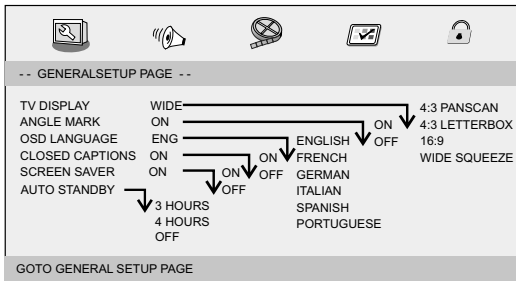 - - GENERALSETUP PAGE - -
TV DISPLAY WIDE 4:3 PANSCAN
ANGLE MARK ON ON 4:3 LETTERBOX
OSD LANGUAGE ENG ENGLISH OFF 16:9
CLOSED CAPTIONS ON ON FRENCH WIDE SQUEEZE
SCREEN SAVER ON ON OFF GERMAN
AUTO STANDBY OFF ITALIAN
3 HOURS SPANISH
4 HOURS PORTUGUESE
OFF
GOTO GENERAL SETUP PAGE